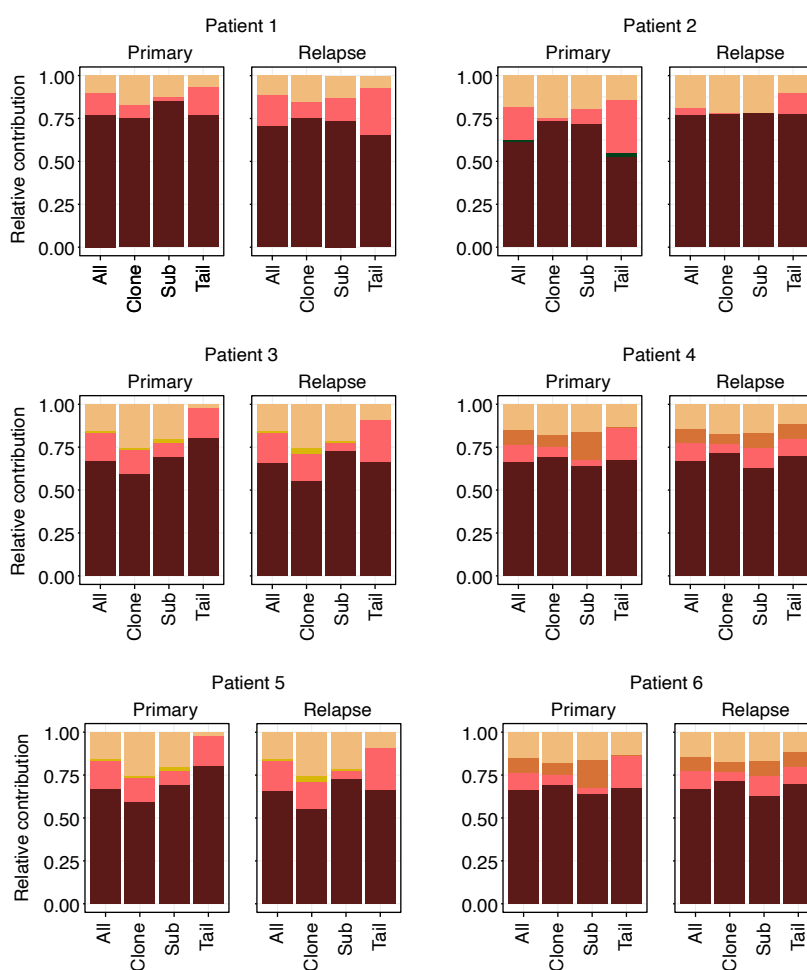 Patient 1
Primary Relapse
Relative contribution
1.00
0.75
0.50
0.25
0.00
All Clone Sub Tail All Clone Sub Tail
Patient 2
Primary Relapse
1.00
0.75
0.50
0.25
0.00
All Clone Sub Tail All Clone Sub Tail
Patient 3
Primary Relapse
Relative contribution
1.00
0.75
0.50
0.25
0.00
All Clone Sub Tail All Clone Sub Tail
Patient 4
Primary Relapse
1.00
0.75
0.50
0.25
0.00
All Clone Sub Tail All Clone Sub Tail
Patient 5
Primary Relapse
Relative contribution
1.00
0.75
0.50
0.25
0.00
All Clone Sub Tail All Clone Sub Tail
Patient 6
Primary Relapse
1.00
0.75
0.50
0.25
0.00
All Clone Sub Tail All Clone Sub Tail